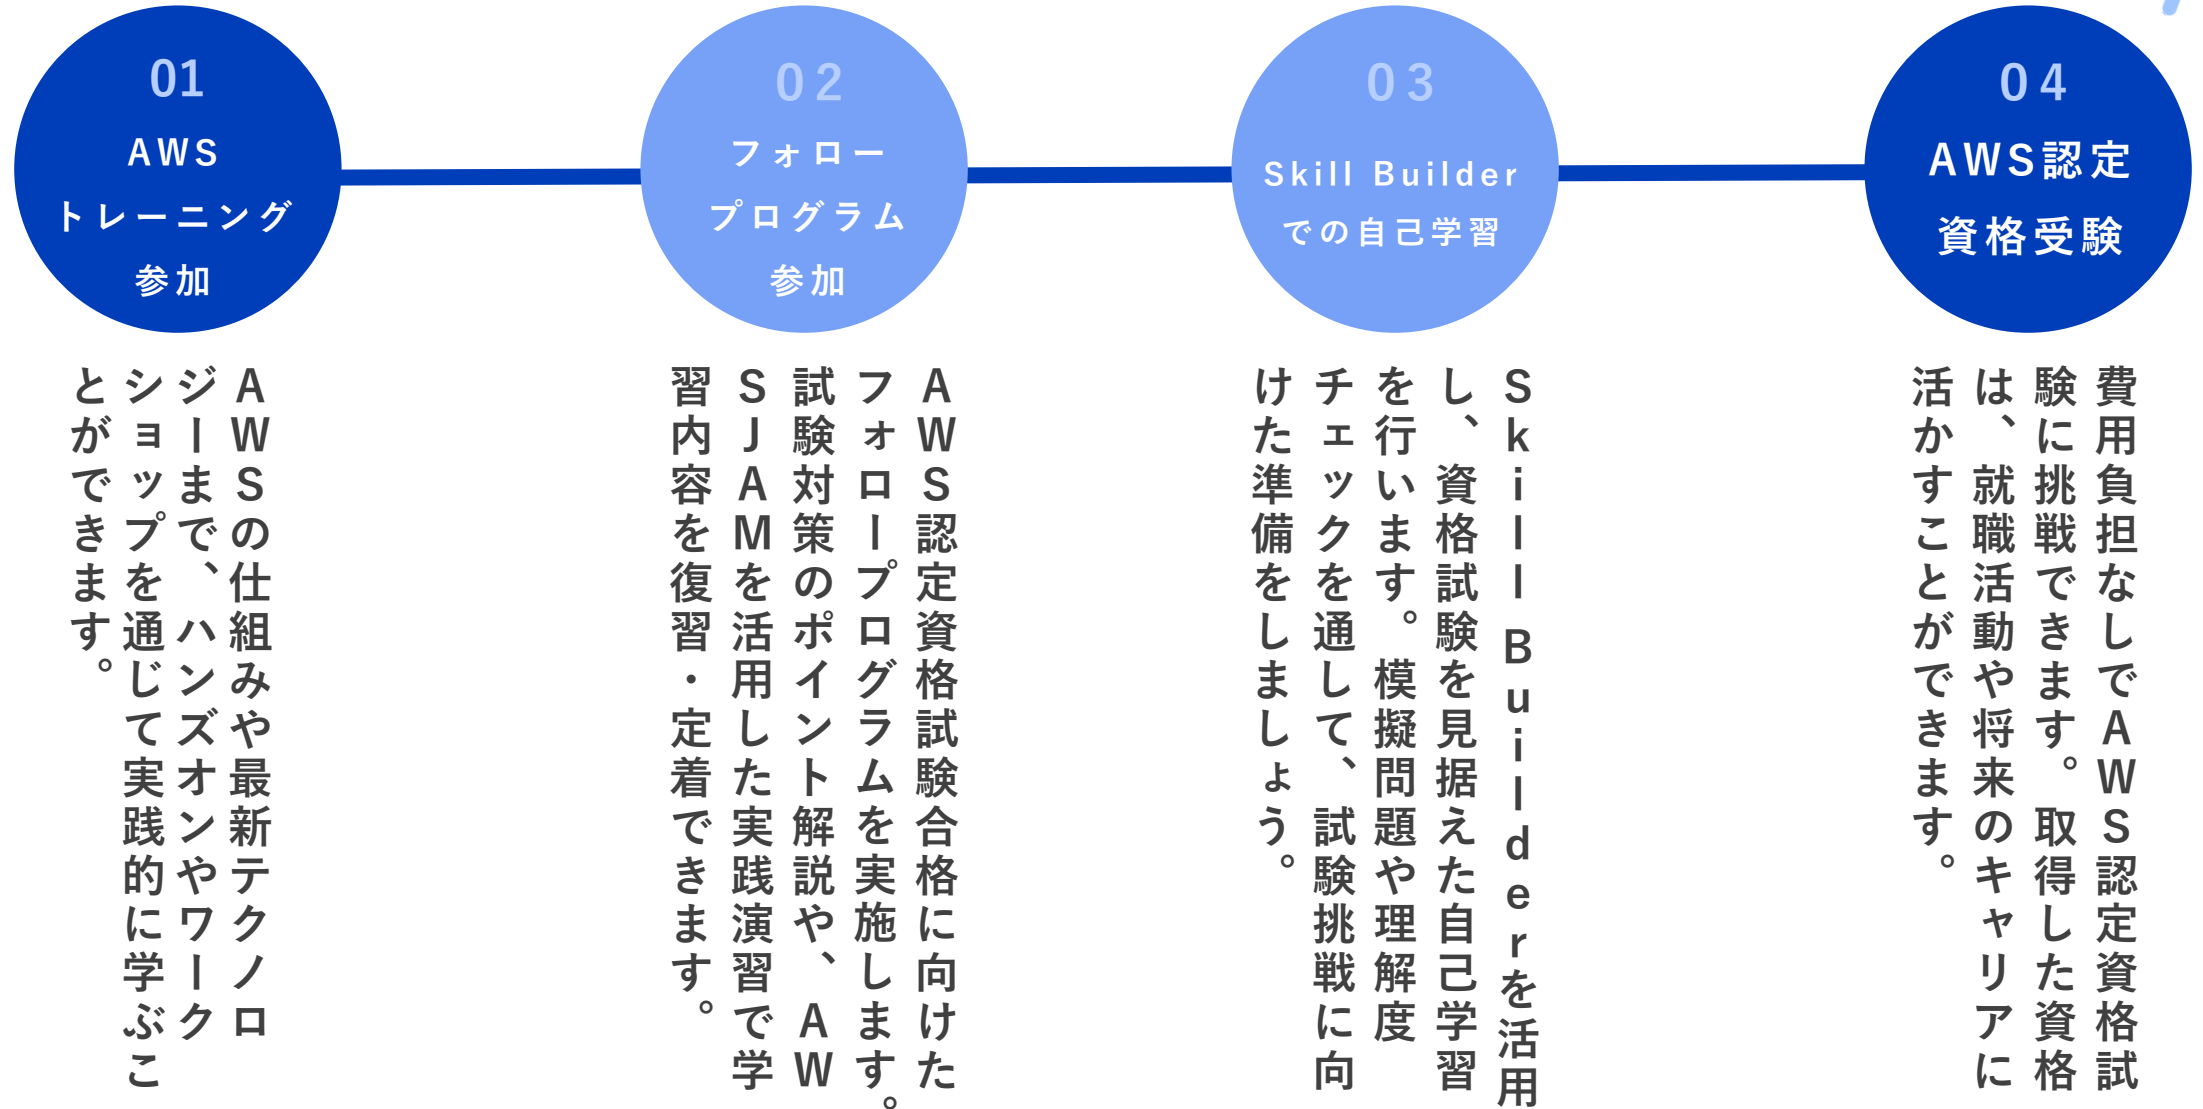 01
AWS
トレーニング
参加
AWSの仕組みや最新テクノロ
ジーまで、ハンズオンやワーク
ショップを通じて実践的に学ぶこ
とができます。
02
フォロー
プログラム
参加
AWS認定資格試験合格に向けた
フォロープログラムを実施します。
試験対策のポイント解説や、AW
SJAMを活用した実践演習で学
習内容を復習・定着できます。
03
Skill Builder
での自己学習
Skill Builderを活用
し、資格試験を見据えた自己学習
を行います。模擬問題や理解度
チェックを通して、試験挑戦に向
けた準備をしましょう。
04
AWS認定
資格受験
費用負担なしでAWS認定資格試
験に挑戦できます。取得した資格
は、就職活動や将来のキャリアに
活かすことができます。